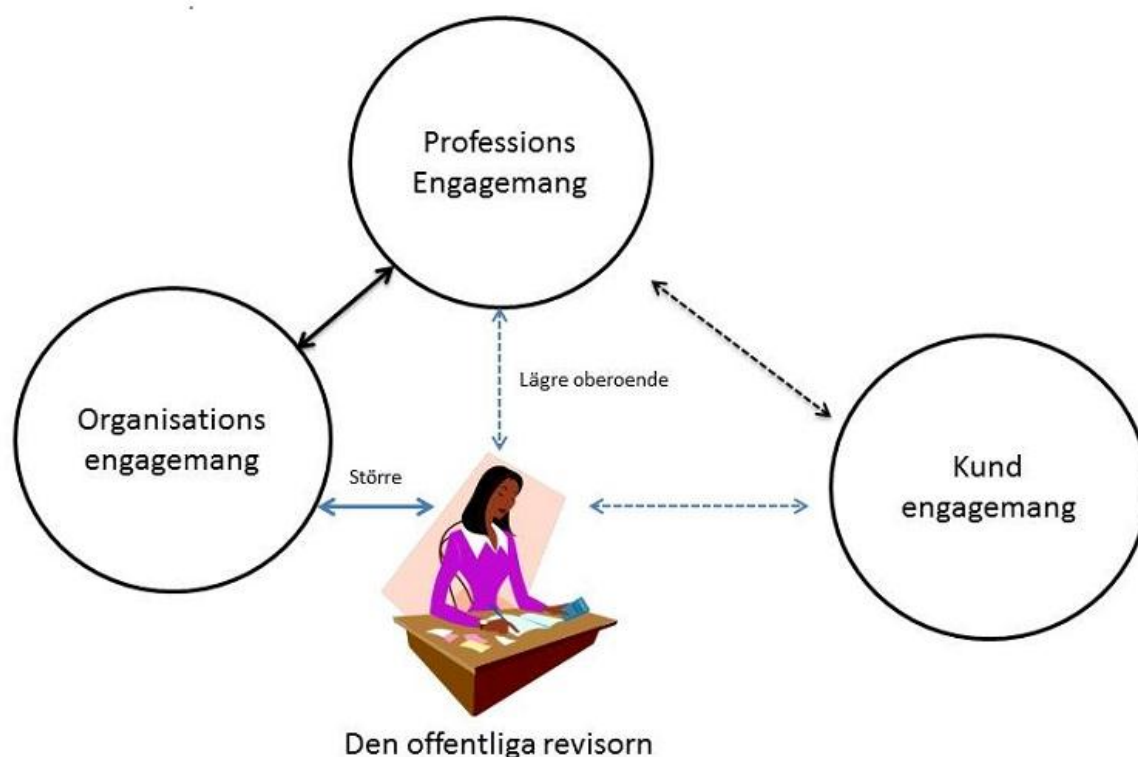 Professions
Engagemang
Lägre oberoende
Organisations
engagemang
Större
Kund
engagemang
Den offentliga revisorn